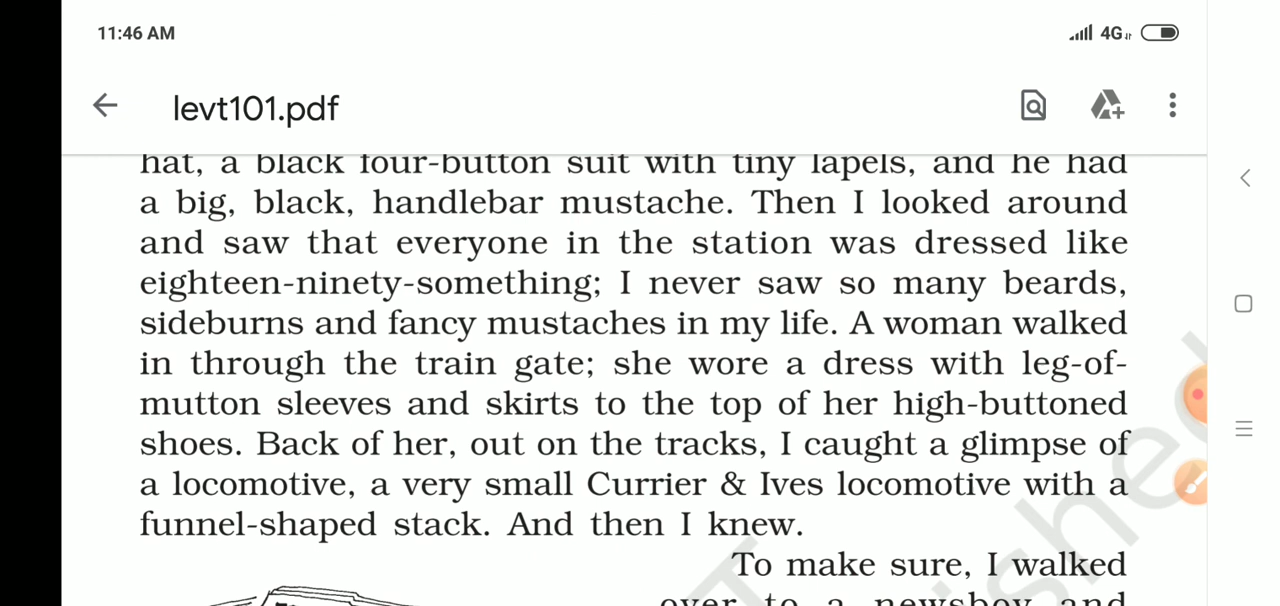 11:46 AM
4G
levt101.pdf
hat, a black four-button suit with tiny lapels, and he had
a big, black, handlebar mustache. Then I looked around
and saw that everyone in the station was dressed like
eighteen-ninety-something; I never saw so many beards,
sideburns and fancy mustaches in my life. A woman walked
in through the train gate; she wore a dress with leg-of-
mutton sleeves and skirts to the top of her high-buttoned
shoes. Back of her, out on the tracks, I caught a glimpse of
a locomotive, a very small Currier & Ives locomotive with a
funnel-shaped stack. And then I knew.
To make sure, I walked
over to a newsboy and